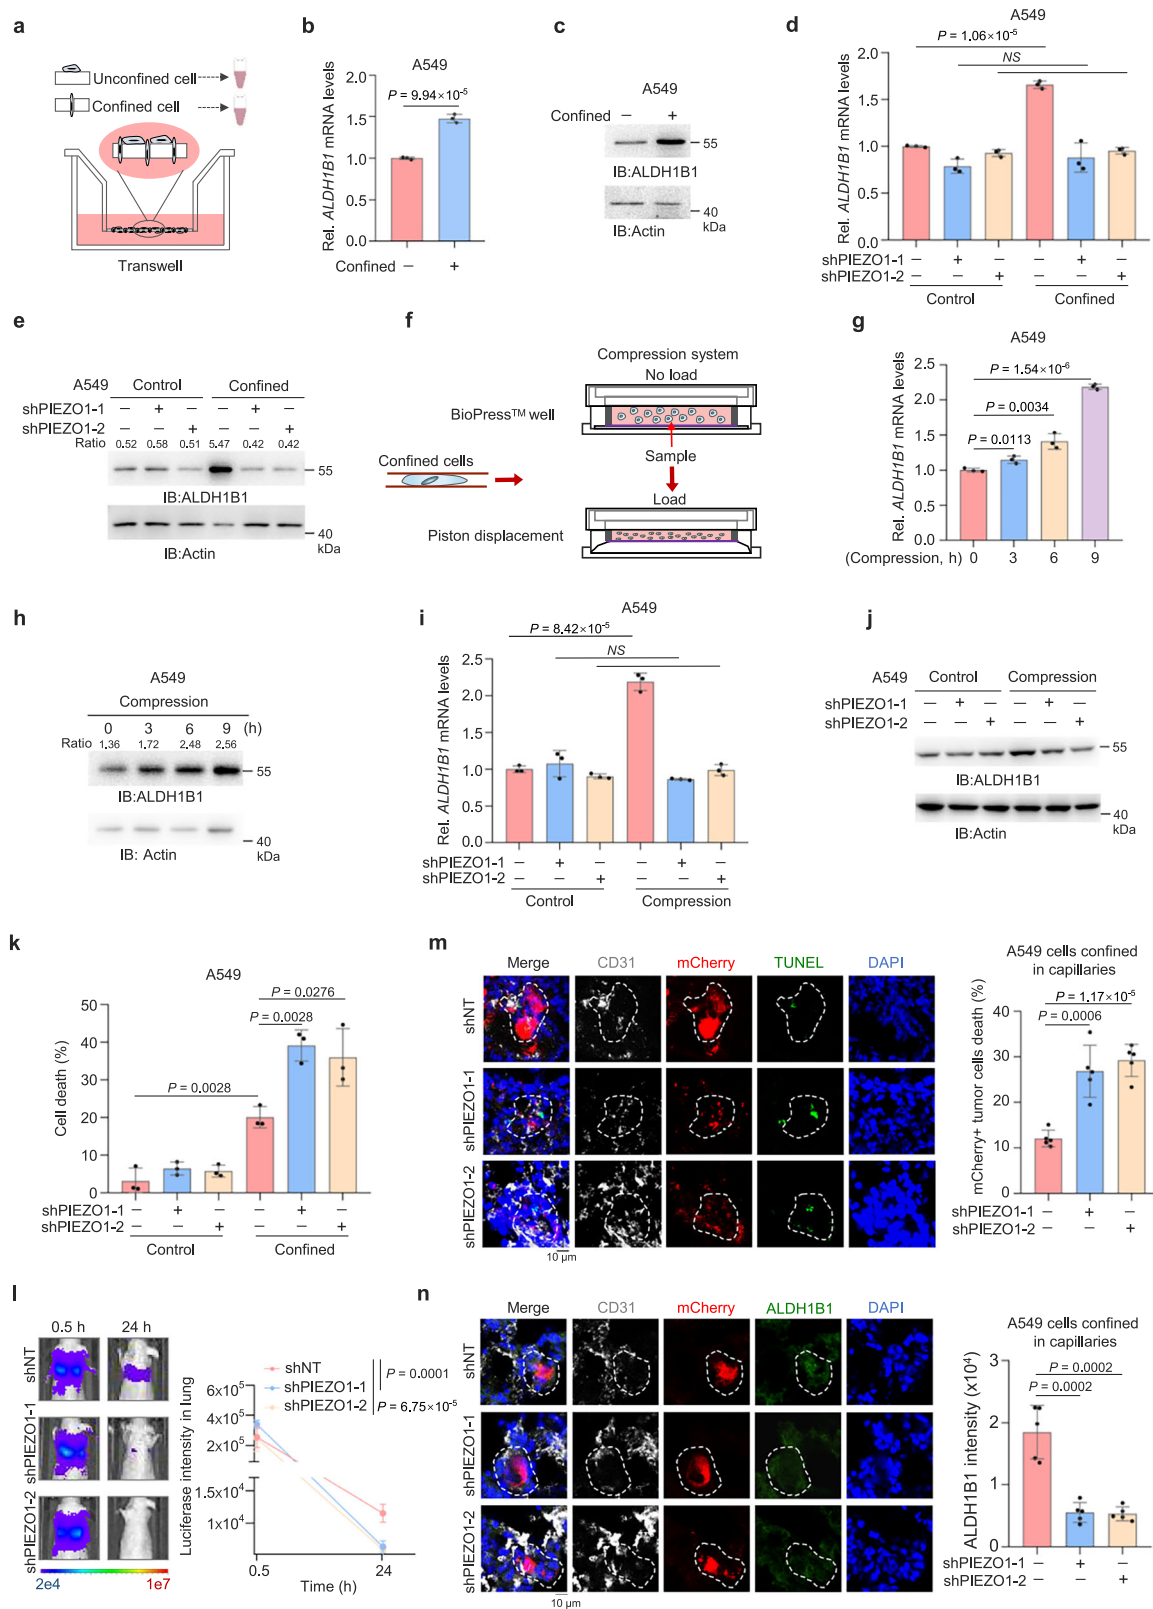 a
Unconfined cell
Confined cell
Transwell
b
A549
P = 9.94×10-5
Rel. ALDH1B1 mRNA levels
2.0
1.5
1.0
0.5
0.0
Confined – +
c
A549
Confined – +
55
IB:ALDH1B1
40
kDa
IB:Actin
d
A549
P = 1.06×10-5
NS
Rel. ALDH1B1 mRNA levels
2.0
1.5
1.0
0.5
0.0
shPIEZO1-1 – + – – + –
shPIEZO1-2 – – + – – +
Control Confined
e
A549 Control Confined
shPIEZO1-1 – + – – + –
shPIEZO1-2 – – + – – +
Ratio 0.52 0.58 0.51 5.47 0.42 0.42
55
IB:ALDH1B1
40
kDa
IB:Actin
f
Compression system
No load
BioPress™ well
Sample
Confined cells
Load
Piston displacement
g
A549
P = 1.54×10-6
P = 0.0034
P = 0.0113
Rel. ALDH1B1 mRNA levels
2.5
2.0
1.5
1.0
0.5
0.0
(Compression, h) 0 3 6 9
h
A549
Compression
0 3 6 9 (h)
Ratio 1.36 1.72 2.48 2.56
55
IB:ALDH1B1
40
kDa
IB: Actin
i
A549
P = 8.42×10-5
NS
Rel. ALDH1B1 mRNA levels
2.5
2.0
1.5
1.0
0.5
0.0
shPIEZO1-1 – + – – + –
shPIEZO1-2 – – + – – +
Control Compression
j
A549 Control Compression
shPIEZO1-1 – + – – + –
shPIEZO1-2 – – + – – +
55
IB:ALDH1B1
40
kDa
IB:Actin
k
A549
P = 0.0276
P = 0.0028
P = 0.0028
Cell death (%)
50
40
30
20
10
0
shPIEZO1-1 – + – – + –
shPIEZO1-2 – – + – – +
Control Confined
m
Merge CD31 mCherry TUNEL DAPI
shNT
shPIEZO1-1
shPIEZO1-2
10 µm
A549 cells confined
in capillaries
P = 1.17×10-5
P = 0.0006
mCherry+ tumor cells death (%)
40
30
20
10
0
shPIEZO1-1 – + –
shPIEZO1-2 – – +
l
0.5 h 24 h
shNT
shPIEZO1-1
shPIEZO1-2
2e4 1e7
shNT
shPIEZO1-1
shPIEZO1-2
P = 0.0001
P = 6.75×10-5
Luciferase intensity in lung
6×105
4×105
2×105
1.5×104
1×104
0.5 24
Time (h)
n
Merge CD31 mCherry ALDH1B1 DAPI
shNT
shPIEZO1-1
shPIEZO1-2
10 µm
A549 cells confined
in capillaries
P = 0.0002
P = 0.0002
ALDH1B1 intensity (x104)
3
2
1
0
shPIEZO1-1 – + –
shPIEZO1-2 – – +